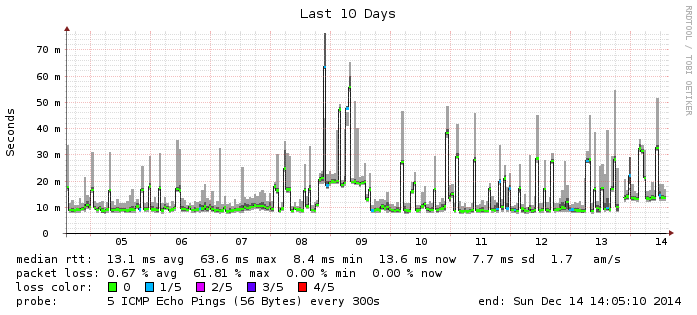 Last 10 Days
RRDTOOL / TOBI OETIKER
Seconds
70 m
60 m
50 m
40 m
30 m
20 m
10 m
0
05 06 07 08 09 10 11 12 13 14
median rtt: 13.1 ms avg 63.6 ms max 8.4 ms min 13.6 ms now 7.7 ms sd 1.7 am/s
packet loss: 0.67 % avg 61.81 % max 0.00 % min 0.00 % now
loss color: 0 1/5 2/5 3/5 4/5
probe: 5 ICMP Echo Pings (56 Bytes) every 300s end: Sun Dec 14 14:05:10 2014